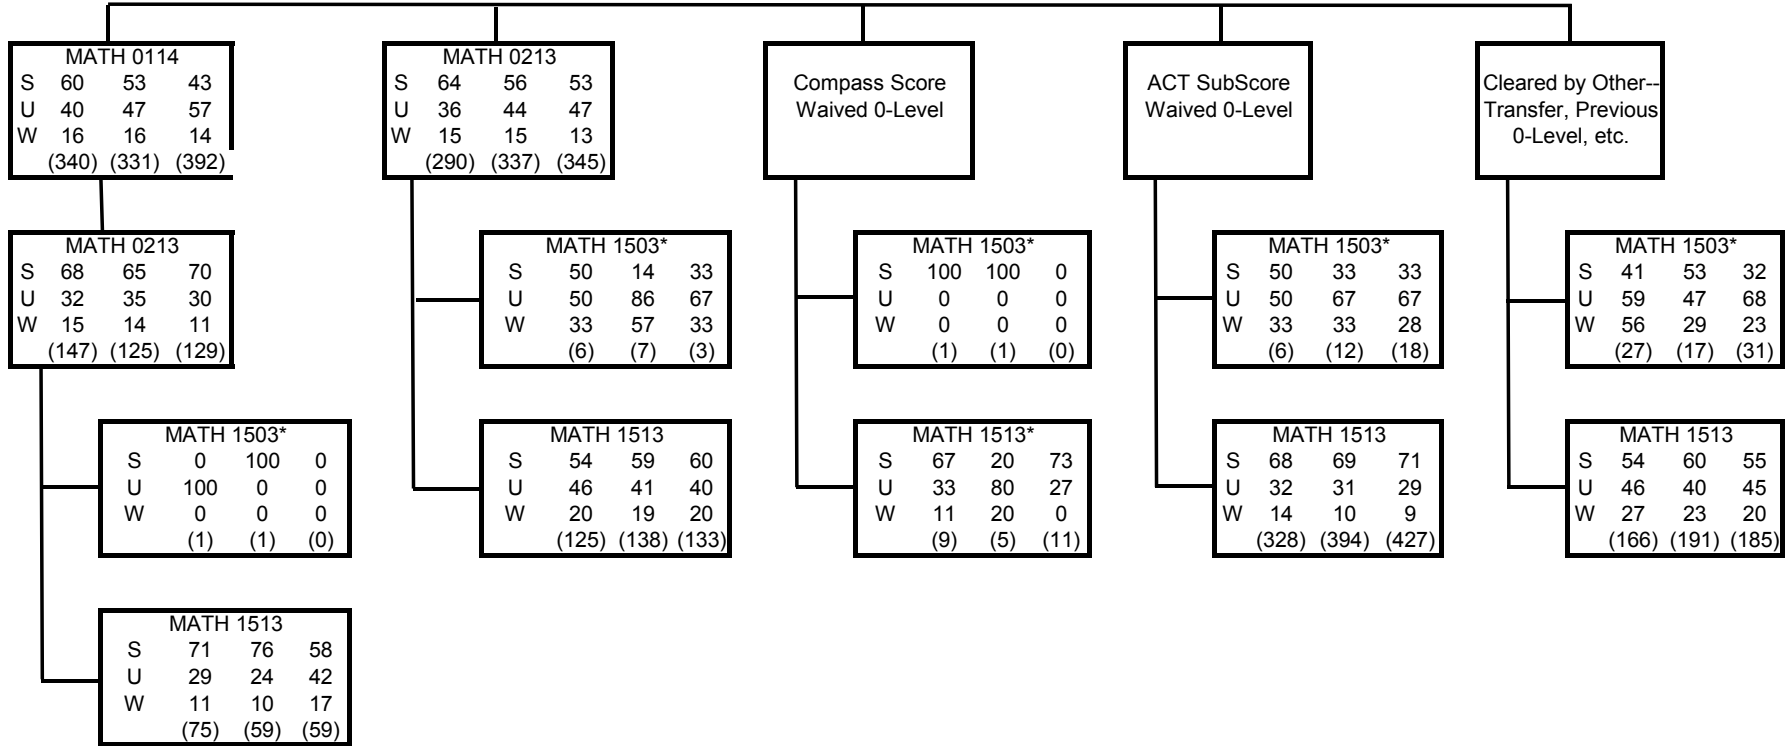 MATH 0114
S 60 53 43
U 40 47 57
W 16 16 14
(340) (331) (392)
MATH 0213
S 64 56 53
U 36 44 47
W 15 15 13
(290) (337) (345)
Compass Score
Waived 0-Level
ACT SubScore
Waived 0-Level
Cleared by Other--
Transfer, Previous
0-Level, etc.
MATH 0213
S 68 65 70
U 32 35 30
W 15 14 11
(147) (125) (129)
MATH 1503*
S 50 14 33
U 50 86 67
W 33 57 33
(6) (7) (3)
MATH 1503*
S 100 100 0
U 0 0 0
W 0 0 0
(1) (1) (0)
MATH 1503*
S 50 33 33
U 50 67 67
W 33 33 28
(6) (12) (18)
MATH 1503*
S 41 53 32
U 59 47 68
W 56 29 23
(27) (17) (31)
MATH 1503*
S 0 100 0
U 100 0 0
W 0 0 0
(1) (1) (0)
MATH 1513
S 54 59 60
U 46 41 40
W 20 19 20
(125) (138) (133)
MATH 1513*
S 67 20 73
U 33 80 27
W 11 20 0
(9) (5) (11)
MATH 1513
S 68 69 71
U 32 31 29
W 14 10 9
(328) (394) (427)
MATH 1513
S 54 60 55
U 46 40 45
W 27 23 20
(166) (191) (185)
MATH 1513
S 71 76 58
U 29 24 42
W 11 10 17
(75) (59) (59)